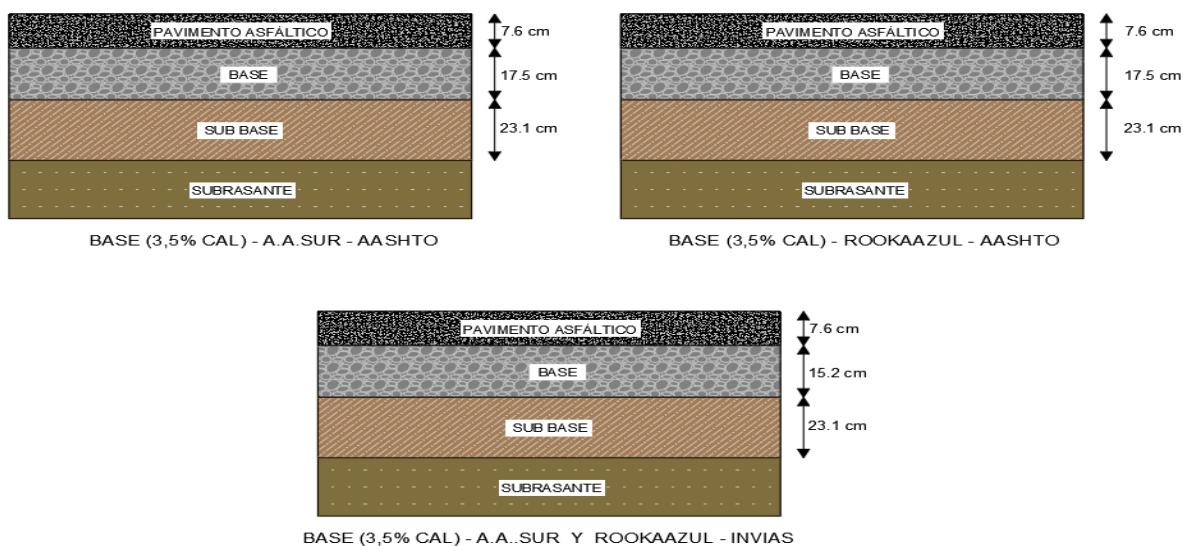 PAVIMENTO ASFÁLTICO
7.6 cm
BASE
17.5 cm
SUB BASE
23.1 cm
SUBRASANTE
BASE (3,5% CAL) - A.A.SUR - AASHTO
PAVIMENTO ASFÁLTICO
7.6 cm
BASE
17.5 cm
SUB BASE
23.1 cm
SUBRASANTE
BASE (3,5% CAL) - ROOKAAZUL - AASHTO
PAVIMENTO ASFÁLTICO
7.6 cm
BASE
15.2 cm
SUB BASE
23.1 cm
SUBRASANTE
BASE (3,5% CAL) - A.A..SUR Y ROOKAAZUL - INVIAS